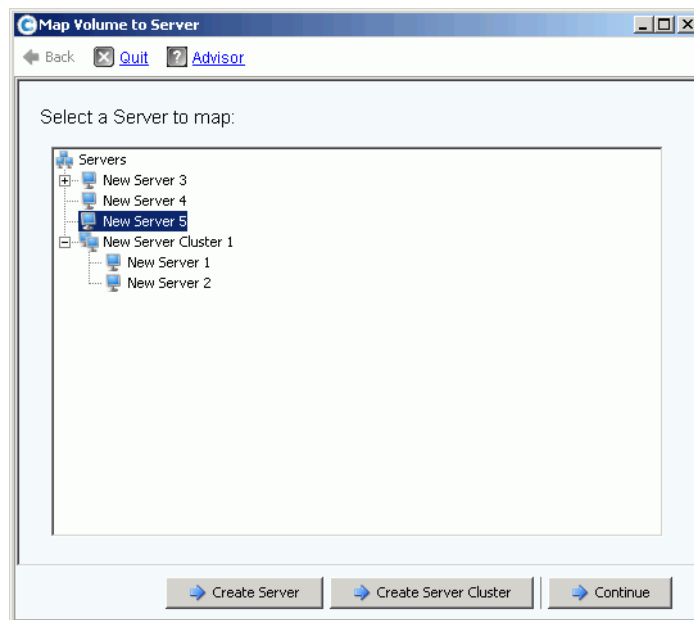 Map Volume to Server
Back Quit ? Advisor
Select a Server to map:
Servers
New Server 3
New Server 4
New Server 5
New Server Cluster 1
New Server 1
New Server 2
Create Server Create Server Cluster Continue